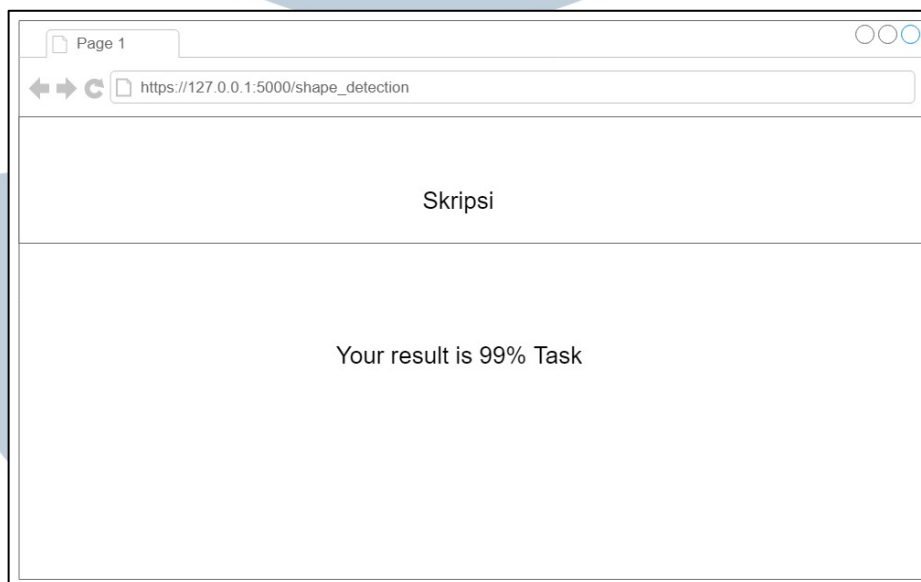 Page 1
https://127.0.0.1:5000/shape_detection
Skripsi
Your result is 99% Task